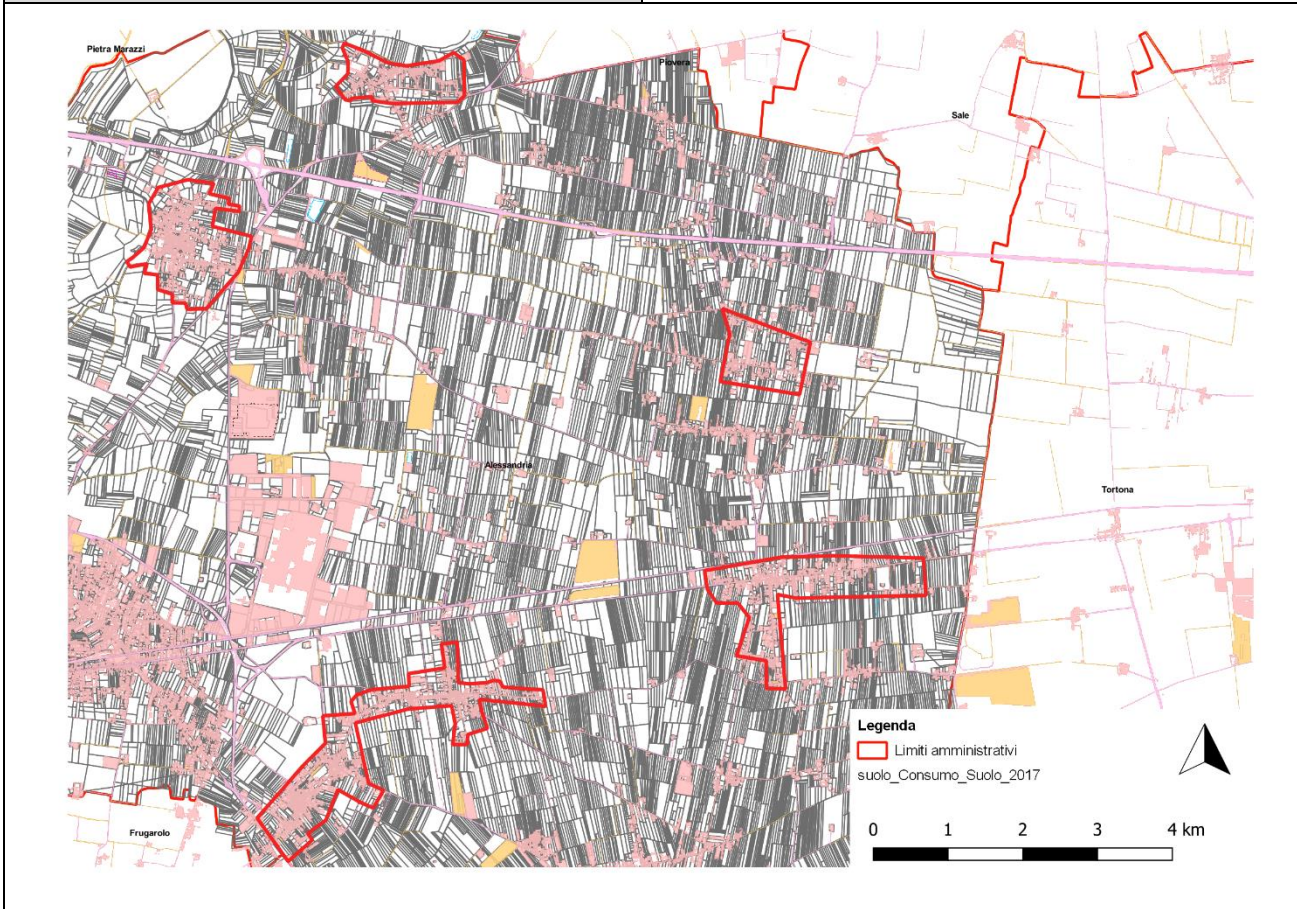 Pietra Marazzi
Piovera
Sale
Alessandria
Tortona
Frugarolo
Legenda
Limiti amministrativi
suolo_Consumo_Suolo_2017
0 1 2 3 4 km